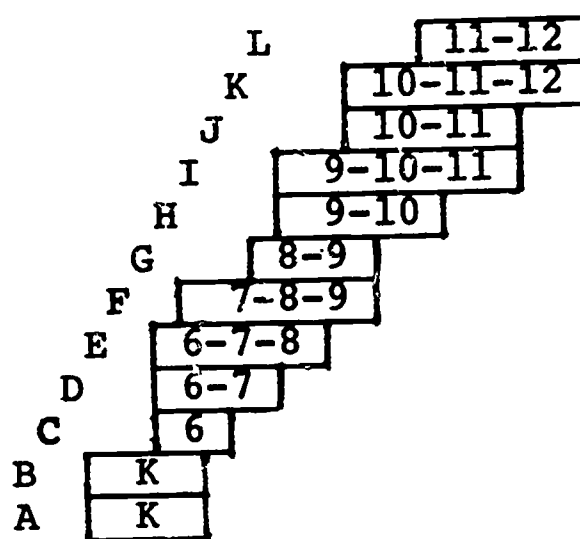 L 11-12
K 10-11-12
J 10-11
I 9-10-11
H 9-10
G 8-9
F 7-8-9
E 6-7-8
D 6-7
C 6
B K
A K